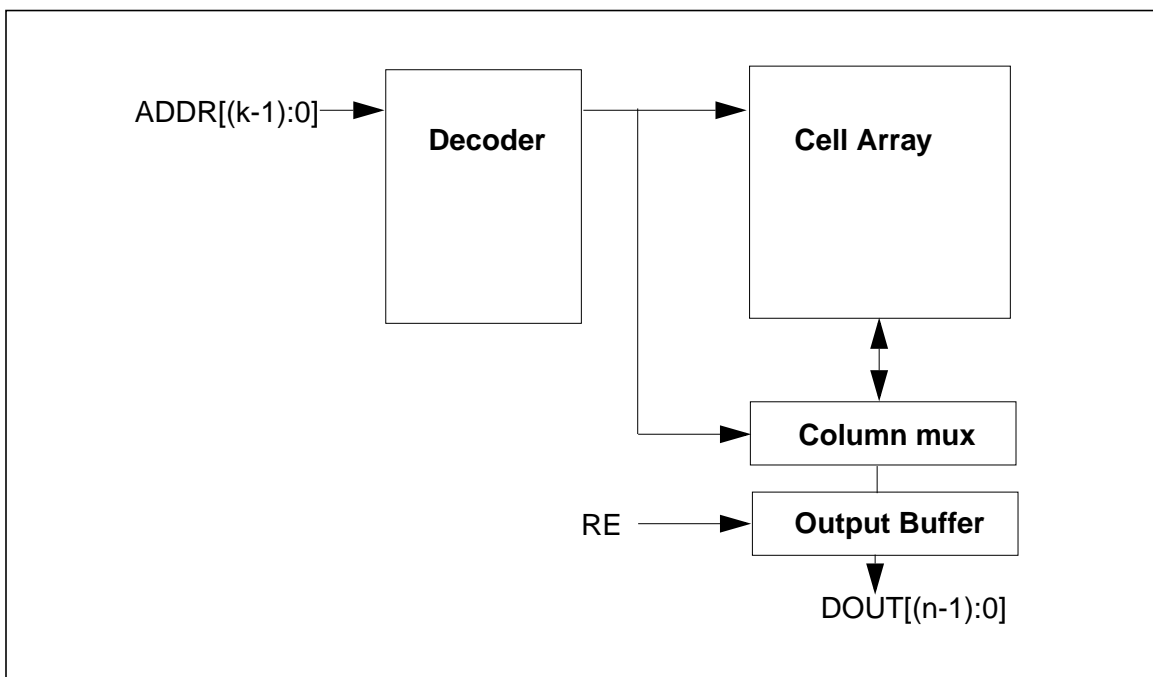 ADDR[(k-1):0]
Decoder
Cell Array
Column mux
RE
Output Buffer
DOUT[(n-1):0]